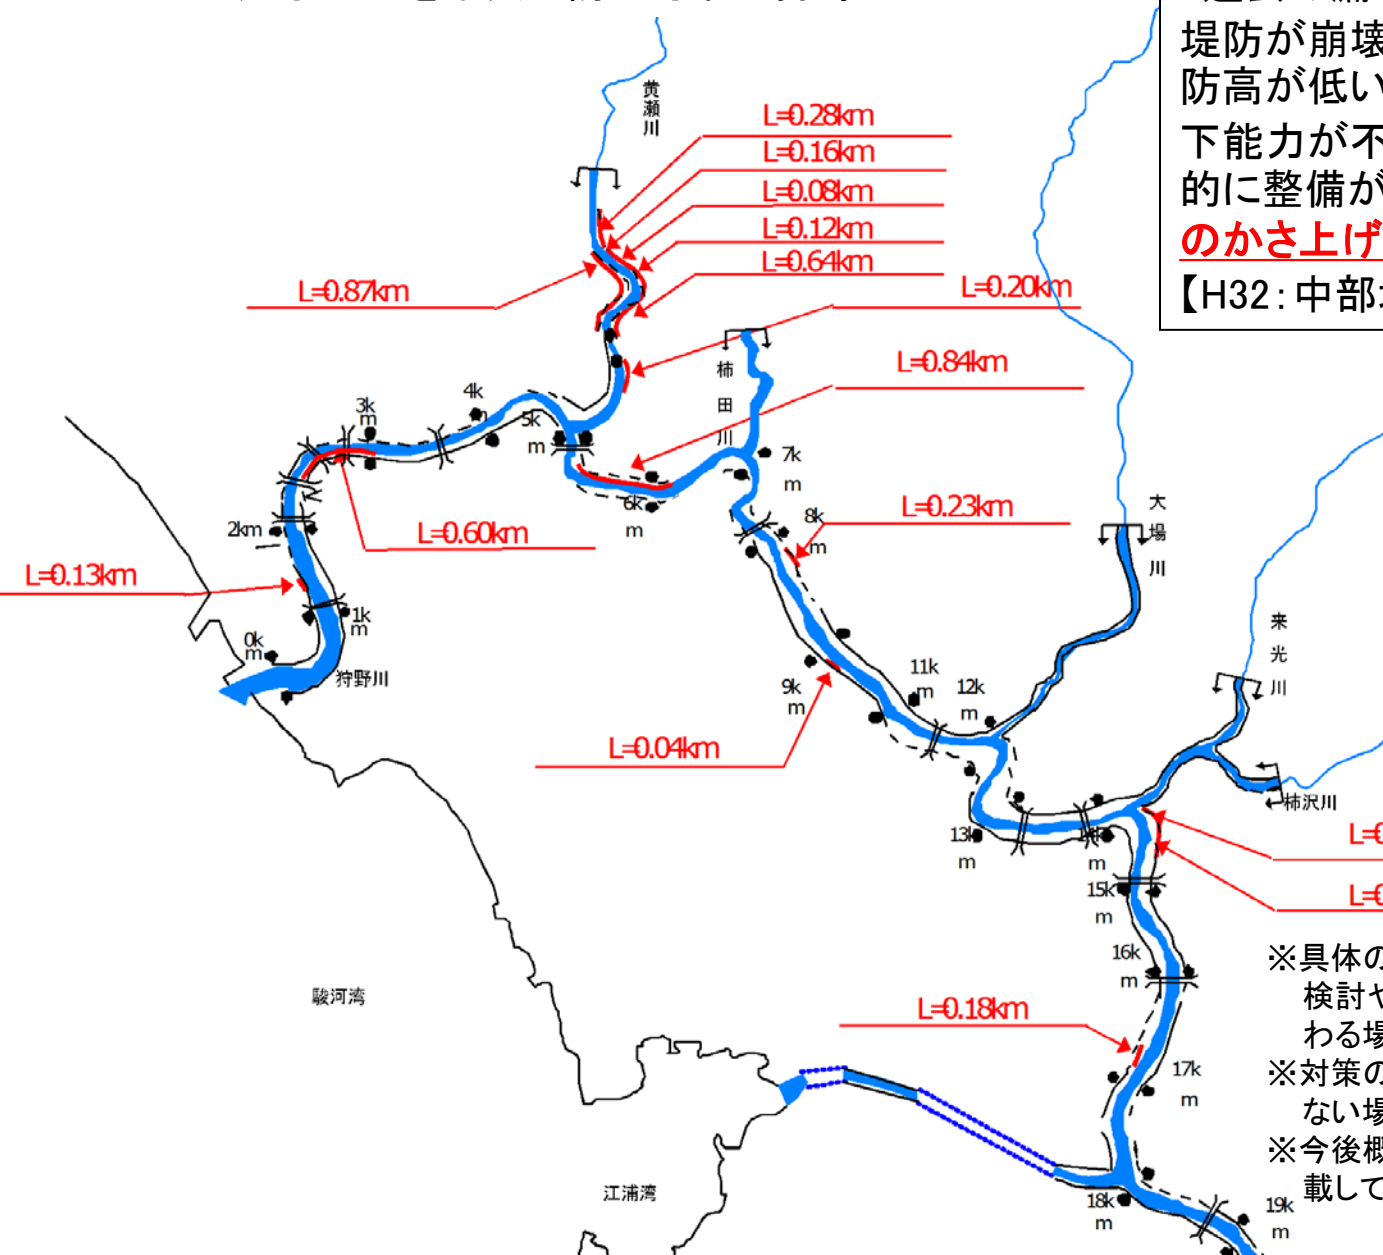 堤防が崩壊
防高が低い
下能力が不
的に整備が
のかさ上げ
【H32：中部
黄瀬川
L=0.28km
L=0.16km
L=0.08km
L=0.12km
L=0.64km
L=0.87km
L=0.20km
L=0.84km
柿田川
4k
3k
m
5k
m
7k
m
6k
m
8k
m
L=0.23km
大場川
2km
L=0.60km
L=0.13km
1k
m
0k
m
狩野川
来光川
11k
m
12k
m
9k
m
L=0.04km
柿沢川
13k
m
14k
m
L=0
15k
m
L=0
16k
m
※具体の
検討や
わる場
L=0.18km
駿河湾
17k
m
※対策の
ない場
※今後概
載して
江浦湾
18k
m
19k
m